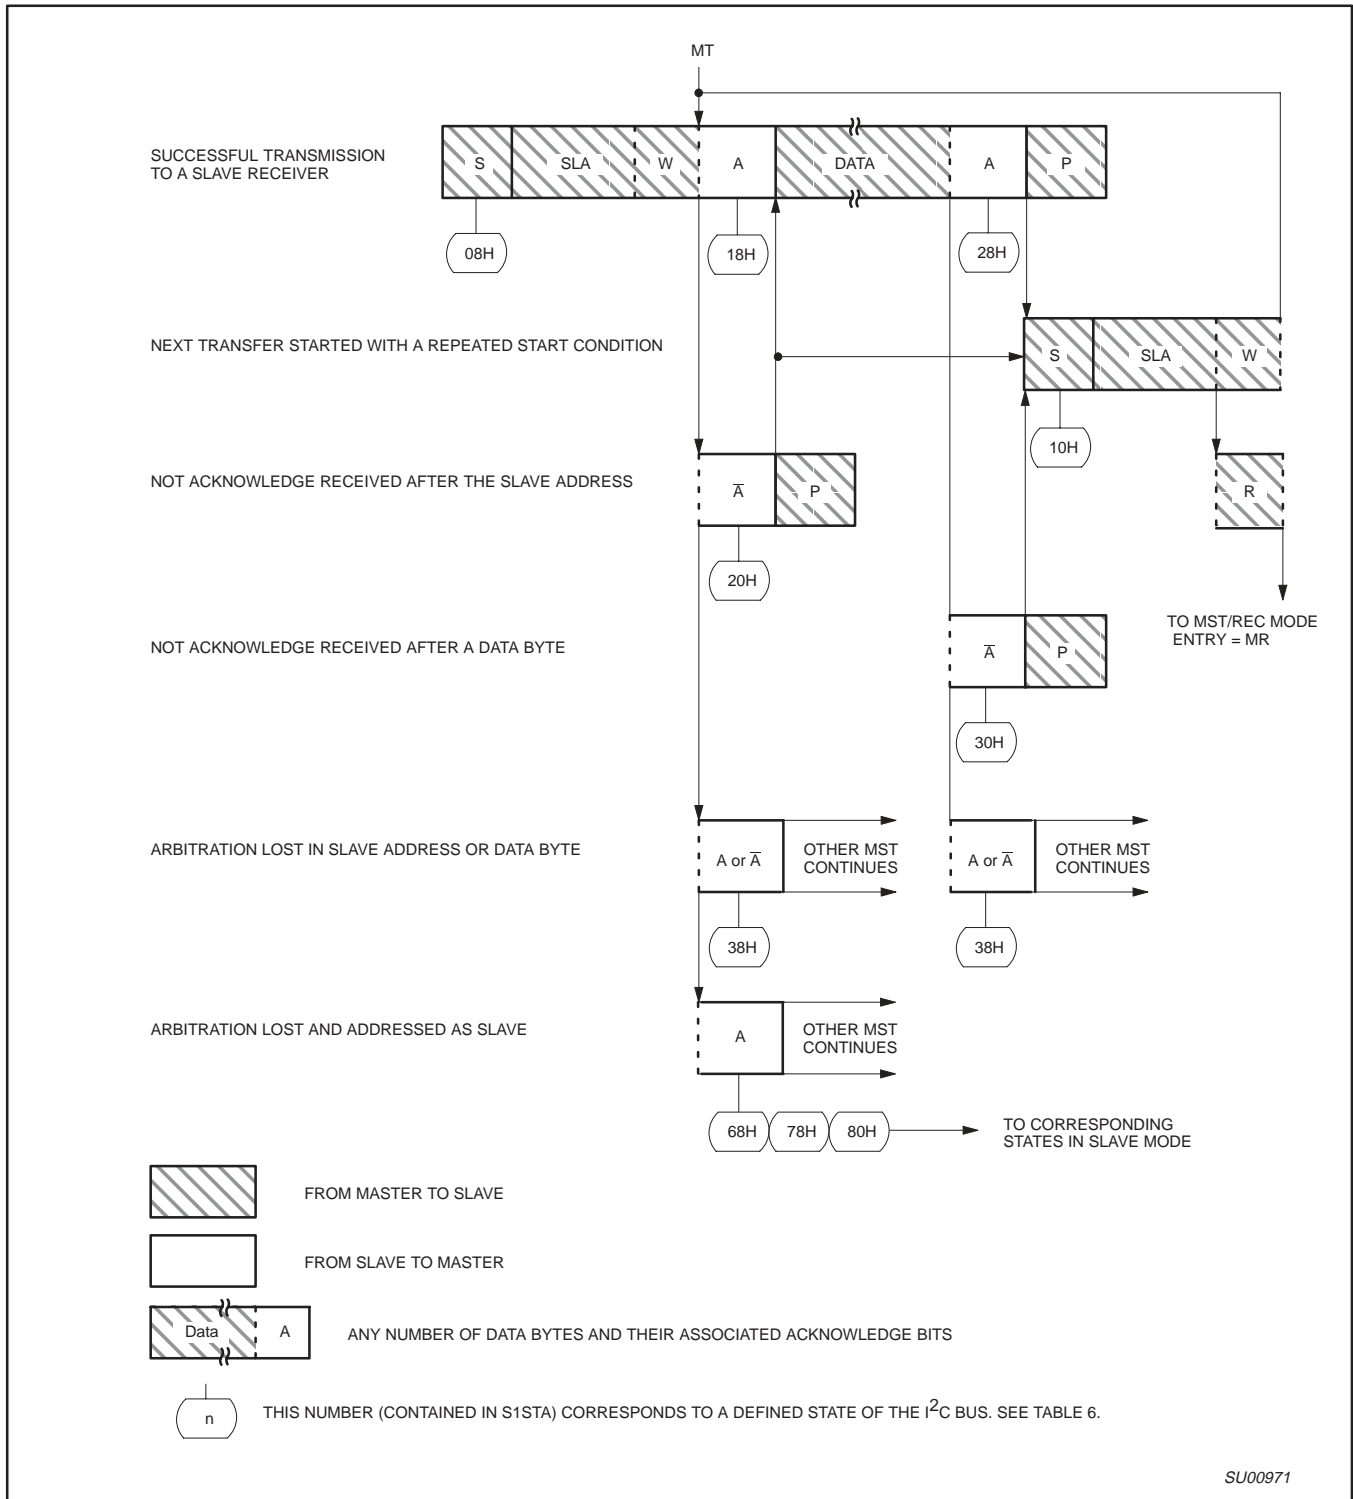 MT
SUCCESSFUL TRANSMISSION
TO A SLAVE RECEIVER
S SLA W A DATA A P
08H 18H 28H
NEXT TRANSFER STARTED WITH A REPEATED START CONDITION
S SLA W
10H
NOT ACKNOWLEDGE RECEIVED AFTER THE SLAVE ADDRESS
A̅ P R
20H
TO MST/REC MODE
ENTRY = MR
NOT ACKNOWLEDGE RECEIVED AFTER A DATA BYTE
A̅ P
30H
ARBITRATION LOST IN SLAVE ADDRESS OR DATA BYTE
A or A̅
OTHER MST
CONTINUES
A or A̅
OTHER MST
CONTINUES
38H 38H
ARBITRATION LOST AND ADDRESSED AS SLAVE
A
OTHER MST
CONTINUES
68H 78H 80H
TO CORRESPONDING
STATES IN SLAVE MODE
FROM MASTER TO SLAVE
FROM SLAVE TO MASTER
Data A
ANY NUMBER OF DATA BYTES AND THEIR ASSOCIATED ACKNOWLEDGE BITS
n
THIS NUMBER (CONTAINED IN S1STA) CORRESPONDS TO A DEFINED STATE OF THE I²C BUS. SEE TABLE 6.
SU00971